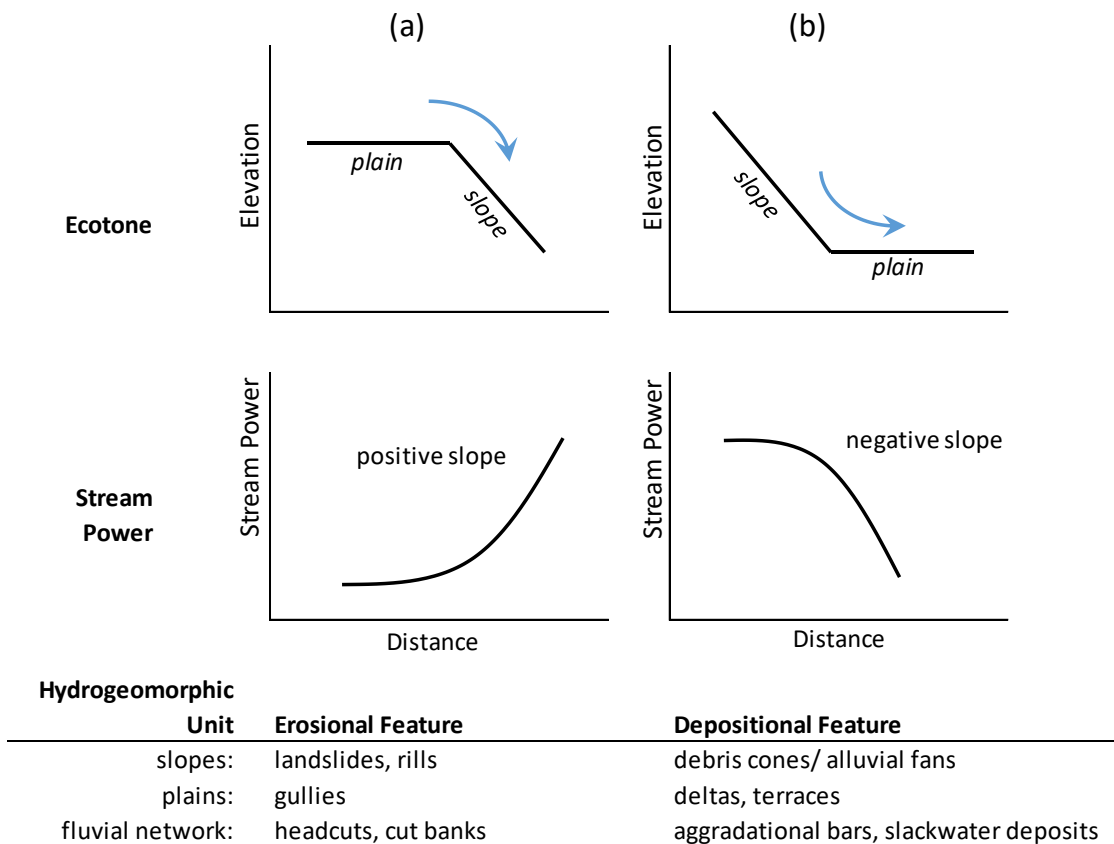 (a)
(b)
Ecotone
Elevation
plain
slope
Elevation
slope
plain
Stream
Power
Stream Power
positive slope
Distance
Stream Power
negative slope
Distance
Hydrogeomorphic
Unit Erosional Feature Depositional Feature
slopes: landslides, rills debris cones/ alluvial fans
plains: gullies deltas, terraces
fluvial network: headcuts, cut banks aggradational bars, slackwater deposits